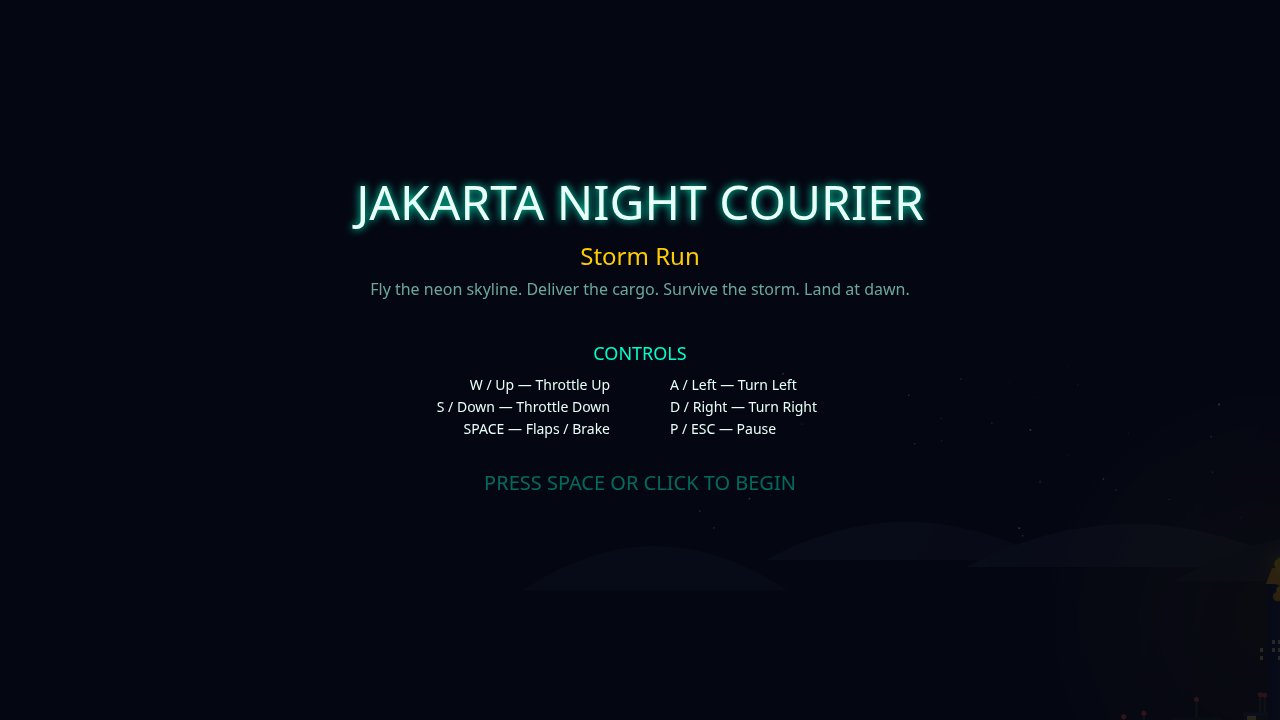 JAKARTA NIGHT COURIER
Storm Run
Fly the neon skyline. Deliver the cargo. Survive the storm. Land at dawn.
CONTROLS
W / Up — Throttle Up
A / Left — Turn Left
S / Down — Throttle Down
D / Right — Turn Right
SPACE — Flaps / Brake
P / ESC — Pause
PRESS SPACE OR CLICK TO BEGIN